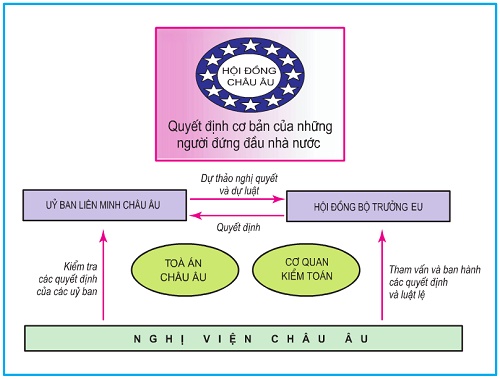 HỘI ĐỒNG
CHÂU ÂU
Quyết định cơ bản của những
người đứng đầu nhà nước
Dự thảo nghị quyết
và dự luật
UỶ BAN LIÊN MINH CHÂU ÂU
HỘI ĐỒNG BỘ TRƯỞNG EU
Quyết định
Kiểm tra
các quyết định
của các uỷ ban
TOÀ ÁN
CHÂU ÂU
CƠ QUAN
KIỂM TOÁN
Tham vấn và ban hành
các quyết định
và luật lệ
NGHỊ VIỆN CHÂU ÂU